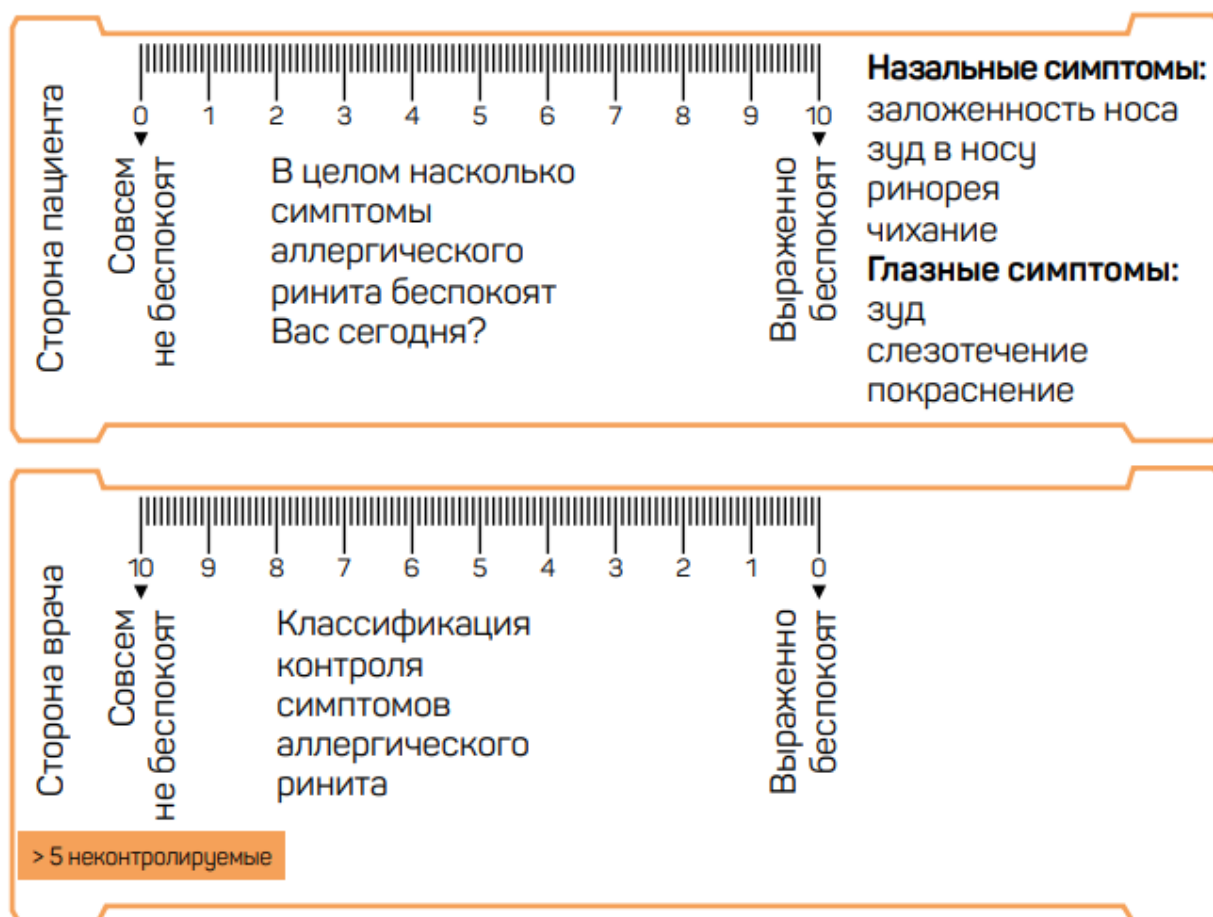 Сторона пациента
0 1 2 3 4 5 6 7 8 9 10
Совсем
не беспокоят
В целом насколько
симптомы
аллергического
ринита беспокоят
Вас сегодня?
Выраженно
беспокоят
Назальные симптомы:
заложенность носа
зуд в носу
ринорея
чихание
Глазные симптомы:
зуд
слезотечение
покраснение
Сторона врача
10 9 8 7 6 5 4 3 2 1 0
Совсем
не беспокоят
Классификация
контроля
симптомов
аллергического
ринита
Выраженно
беспокоят
> 5 неконтролируемые